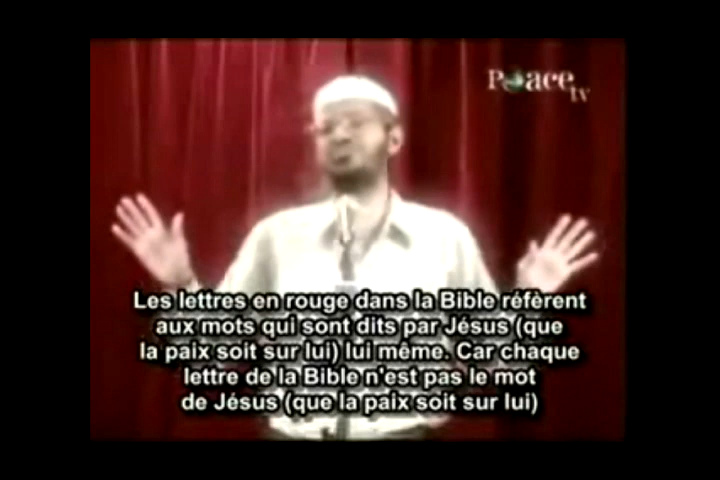 Peace tv
Les lettres en rouge dans la Bible réfèrent
aux mots qui sont dits par Jésus (que
la paix soit sur lui) lui même. Car chaque
lettre de la Bible n'est pas le mot
de Jésus (que la paix soit sur lui)